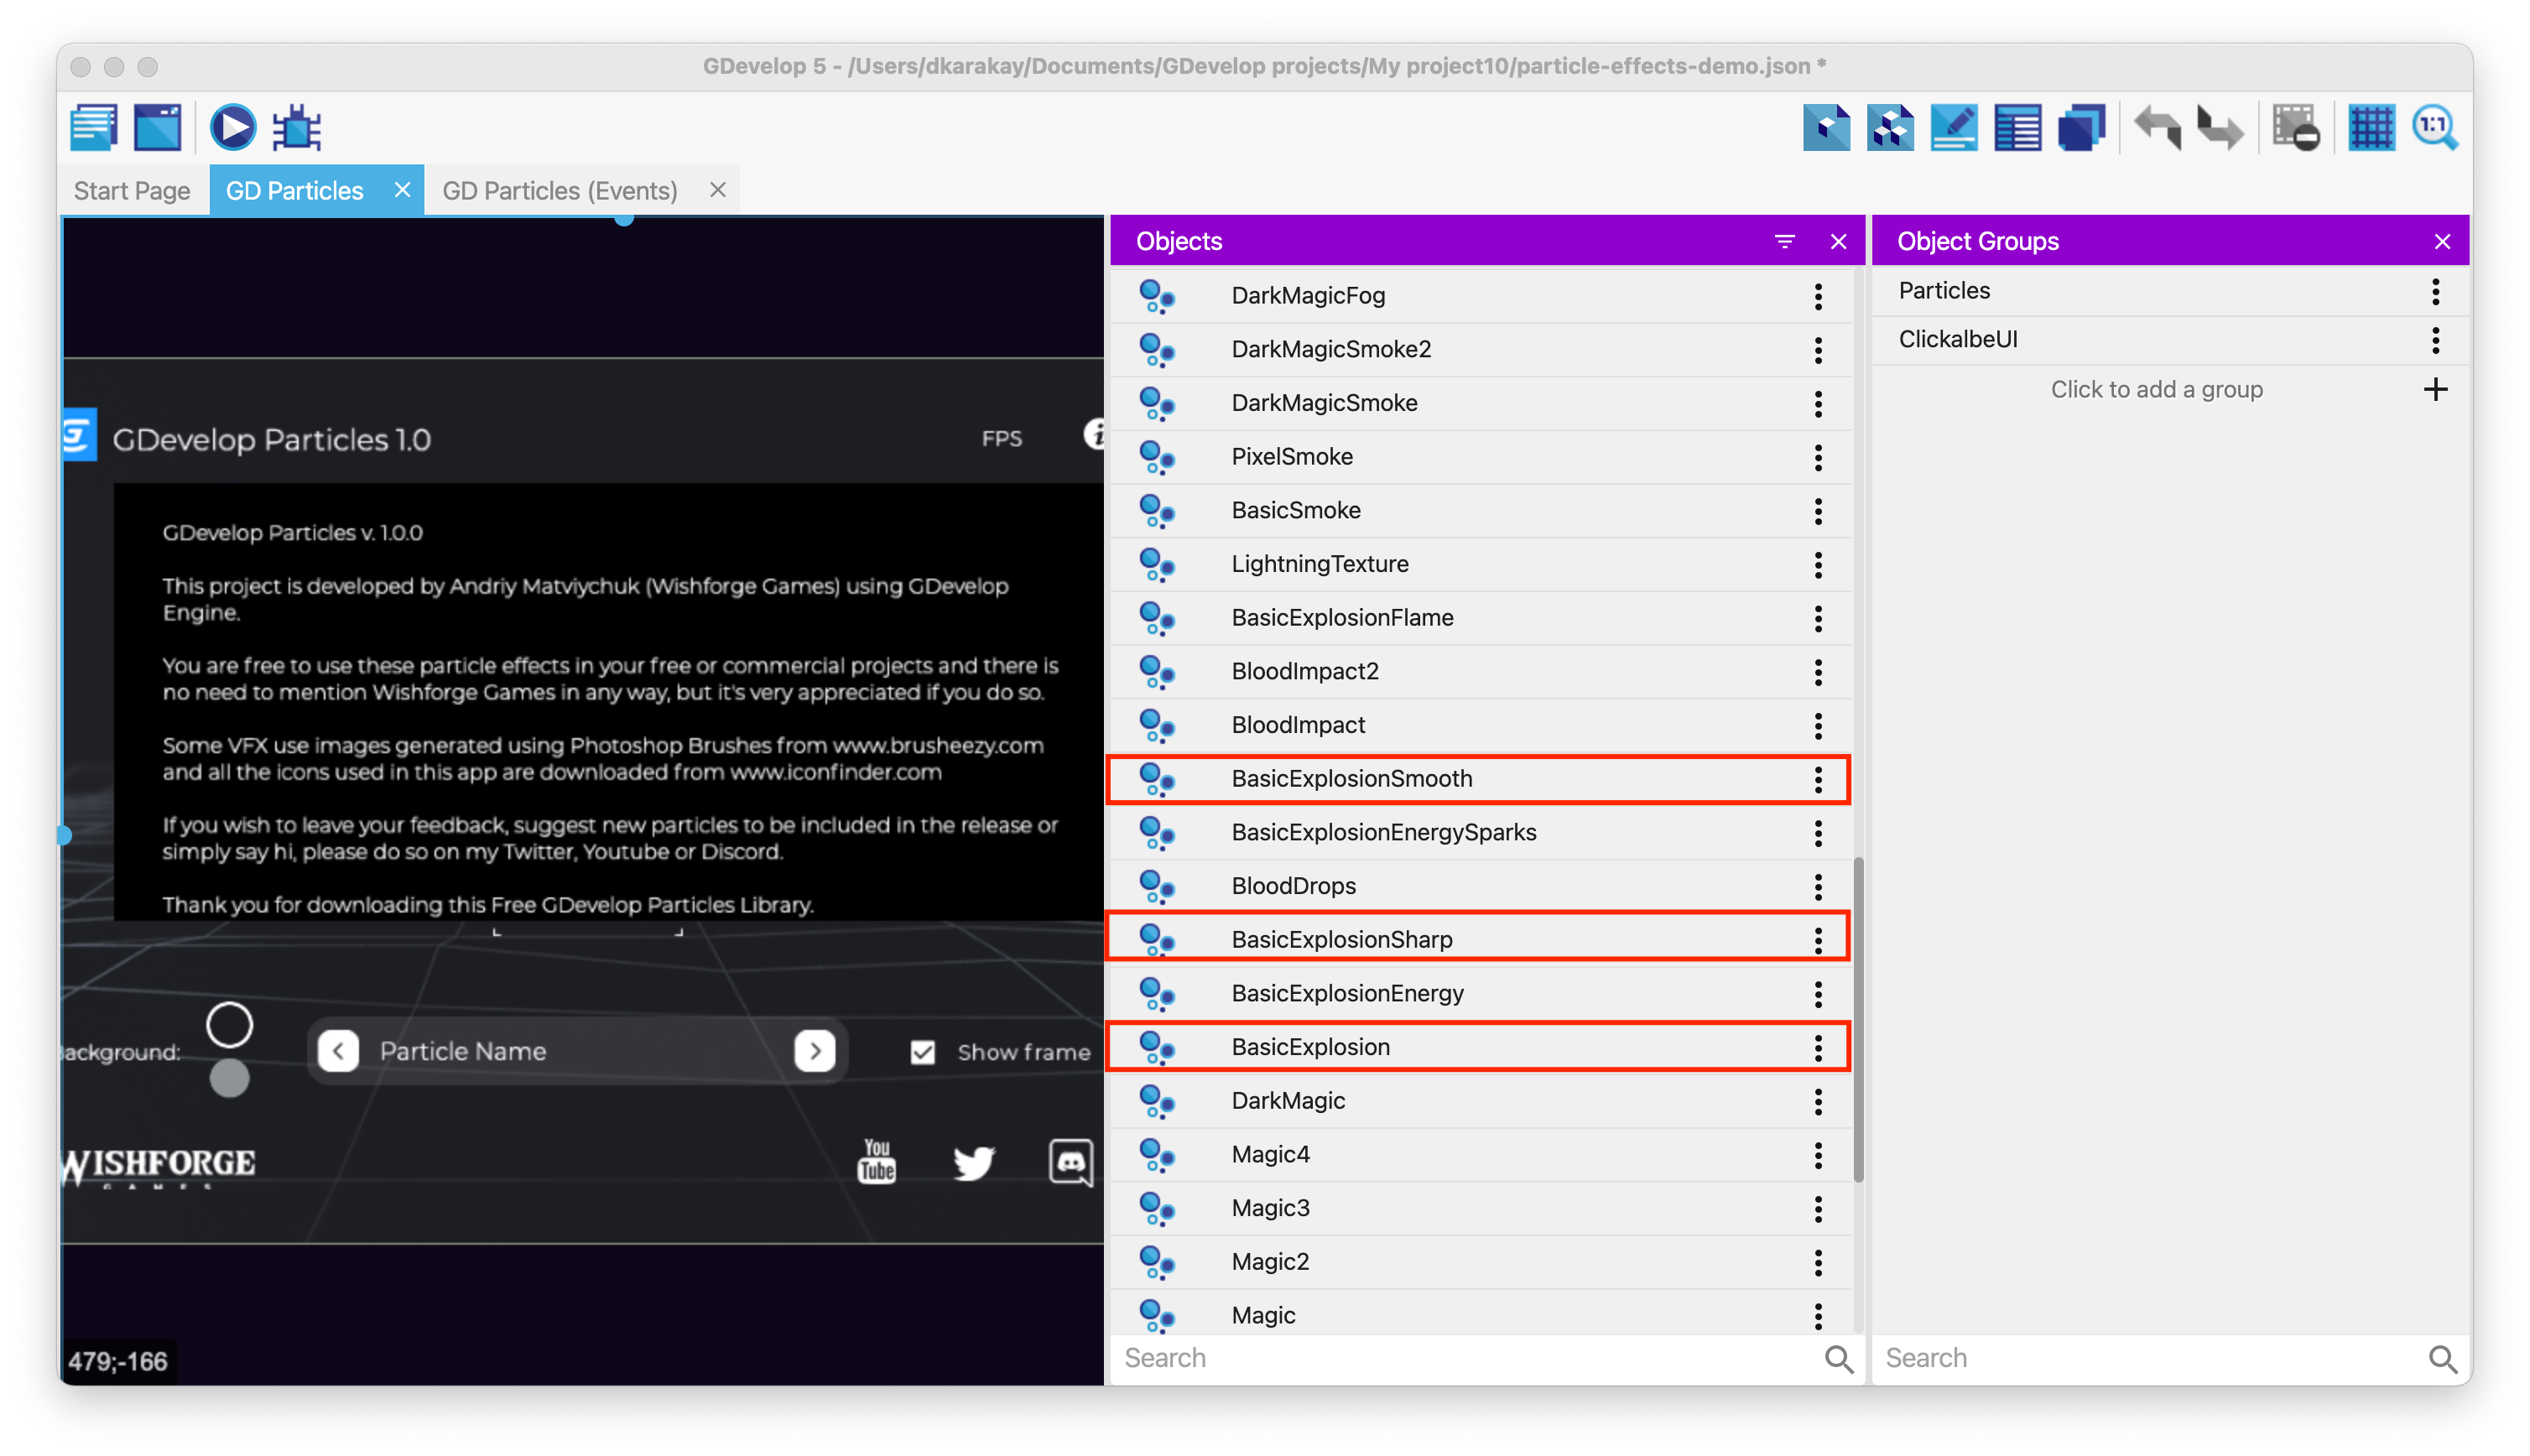 GDevelop 5 - /Users/dkarakay/Documents/GDevelop projects/My project10/particle-effects-demo.json *
1:1
Start Page
GD Particles
GD Particles (Events)
GDevelop Particles 1.0
FPS
GDevelop Particles v. 1.0.0
This project is developed by Andriy Matviychuk (Wishforge Games) using GDevelop
Engine.
You are free to use these particle effects in your free or commercial projects and there is
no need to mention Wishforge Games in any way, but it's very appreciated if you do so.
Some VFX use images generated using Photoshop Brushes from www.brusheezy.com
and all the icons used in this app are downloaded from www.iconfinder.com
If you wish to leave your feedback, suggest new particles to be included in the release or
simply say hi, please do so on my Twitter, Youtube or Discord.
Thank you for downloading this Free GDevelop Particles Library.
ackground:
Particle Name
Show frame
WISHFORGE
GAMES
You
Tube
479;-166
Objects
DarkMagicFog
DarkMagicSmoke2
DarkMagicSmoke
PixelSmoke
BasicSmoke
LightningTexture
BasicExplosionFlame
BloodImpact2
BloodImpact
BasicExplosionSmooth
BasicExplosionEnergySparks
BloodDrops
BasicExplosionSharp
BasicExplosionEnergy
BasicExplosion
DarkMagic
Magic4
Magic3
Magic2
Magic
Search
Object Groups
Particles
ClickalbeUI
Click to add a group
Search